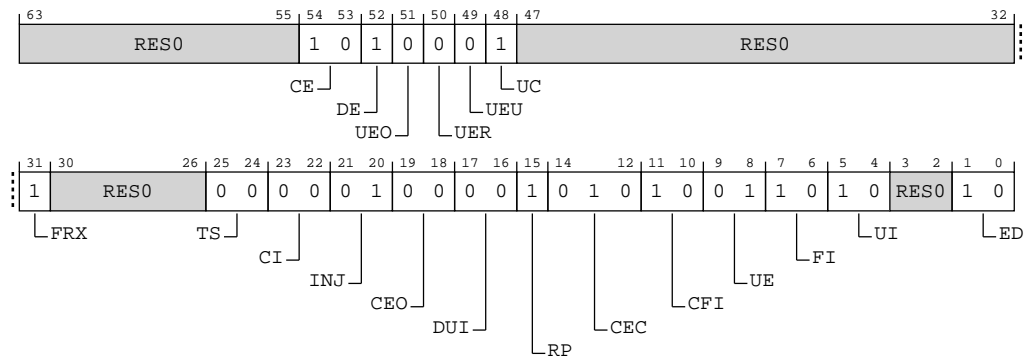 63 55 54 53 52 51 50 49 48 47 32
RES0 1 0 1 0 0 0 1 RES0
CE DE UEO UER UEU UC
31 30 26 25 24 23 22 21 20 19 18 17 16 15 14 12 11 10 9 8 7 6 5 4 3 2 1 0
1 RES0 0 0 0 0 0 1 0 0 0 0 1 0 1 0 1 0 0 1 1 0 1 0 RES0 1 0
FRX TS CI INJ CEO DUI RP CEC CFI UE FI UI ED